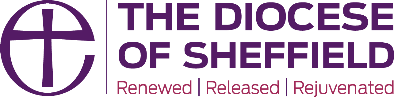 THE DIOCESE
OF SHEFFIELD
Renewed | Released | Rejuvenated